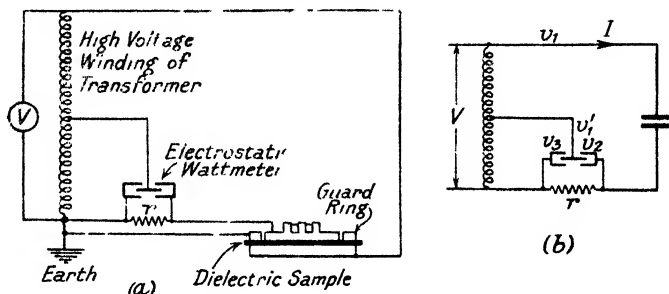 High Voltage
Winding of
Transformer
V
Electrostatic
Wattmeter
r
Guard
Ring
Earth
Dielectric Sample
(a)
v₁ I
V
v₁'
v₃ v₂
r
(b)